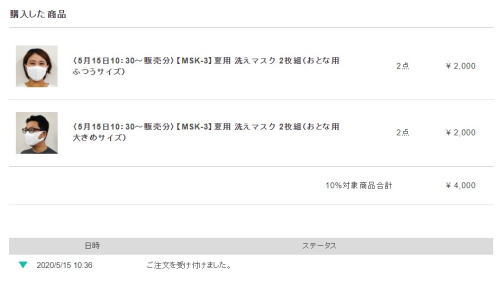 購入した商品
（5月15日10：30～販売分）【MSK-3】夏用 洗えマスク 2枚組（おとな用
ふつうサイズ）
2点
¥ 2,000
（5月15日10：30～販売分）【MSK-3】夏用 洗えマスク 2枚組（おとな用
大きめサイズ）
2点
¥ 2,000
10%対象商品合計
¥ 4,000
日時
ステータス
2020/5/15 10:36
ご注文を受け付けました。